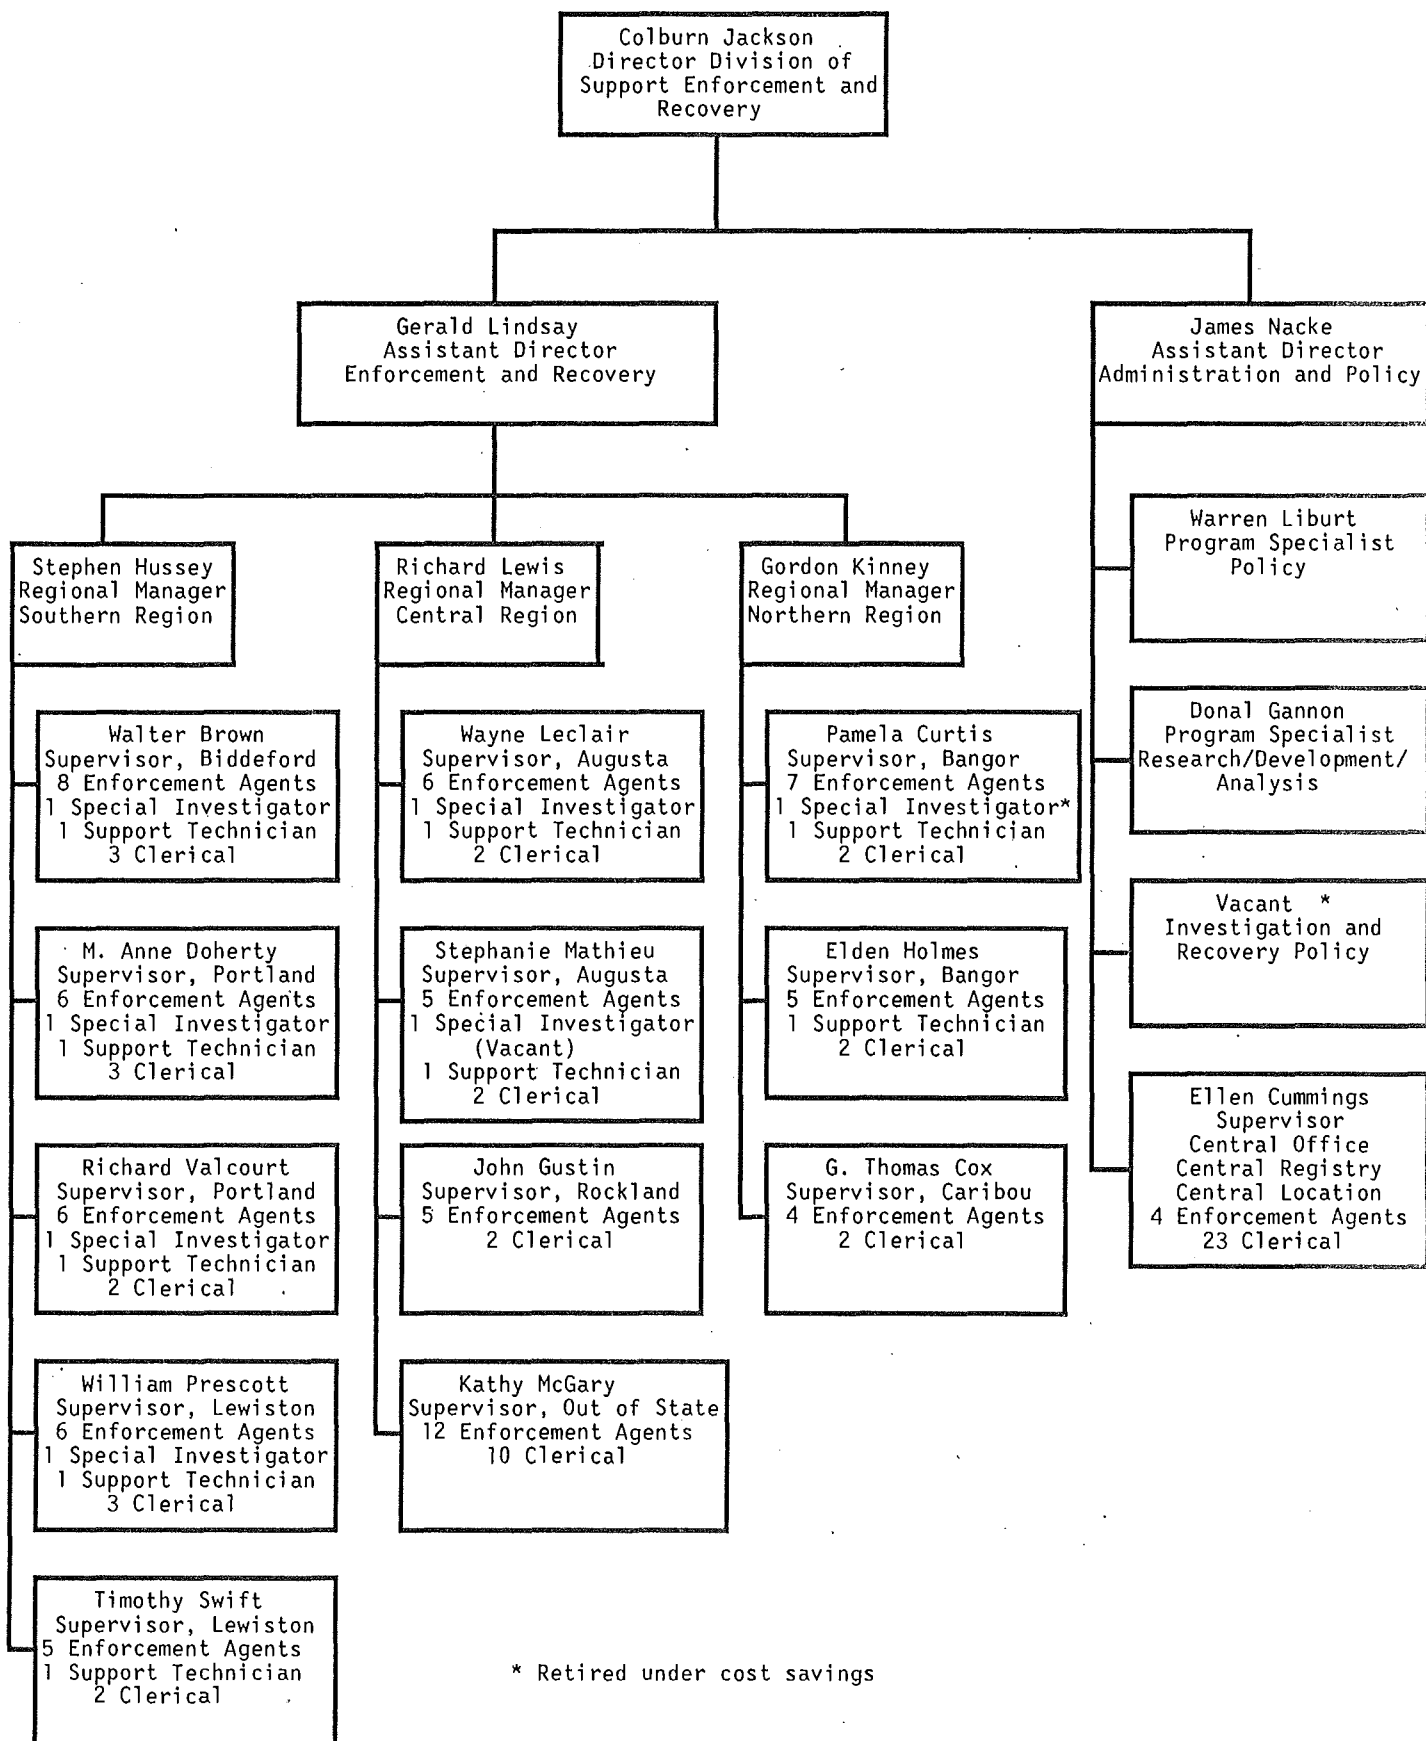 Colburn Jackson
Director Division of
Support Enforcement and
Recovery
Gerald Lindsay
Assistant Director
Enforcement and Recovery
James Nacke
Assistant Director
Administration and Policy
Stephen Hussey
Regional Manager
Southern Region
Walter Brown
Supervisor, Biddeford
8 Enforcement Agents
1 Special Investigator
1 Support Technician
3 Clerical
M. Anne Doherty
Supervisor, Portland
6 Enforcement Agents
1 Special Investigator
1 Support Technician
3 Clerical
Richard Valcourt
Supervisor, Portland
6 Enforcement Agents
1 Special Investigator
1 Support Technician
2 Clerical
William Prescott
Supervisor, Lewiston
6 Enforcement Agents
1 Special Investigator
1 Support Technician
3 Clerical
Timothy Swift
Supervisor, Lewiston
5 Enforcement Agents
1 Support Technician
2 Clerical
Richard Lewis
Regional Manager
Central Region
Wayne Leclair
Supervisor, Augusta
6 Enforcement Agents
1 Special Investigator
1 Support Technician
2 Clerical
Stephanie Mathieu
Supervisor, Augusta
5 Enforcement Agents
1 Special Investigator
(Vacant)
1 Support Technician
2 Clerical
John Gustin
Supervisor, Rockland
5 Enforcement Agents
2 Clerical
Kathy McGary
Supervisor, Out of State
12 Enforcement Agents
10 Clerical
Gordon Kinney
Regional Manager
Northern Region
Pamela Curtis
Supervisor, Bangor
7 Enforcement Agents
1 Special Investigator*
1 Support Technician
2 Clerical
Elden Holmes
Supervisor, Bangor
5 Enforcement Agents
1 Support Technician
2 Clerical
G. Thomas Cox
Supervisor, Caribou
4 Enforcement Agents
2 Clerical
Warren Liburt
Program Specialist
Policy
Donal Gannon
Program Specialist
Research/Development/
Analysis
Vacant *
Investigation and
Recovery Policy
Ellen Cummings
Supervisor
Central Office
Central Registry
Central Location
4 Enforcement Agents
23 Clerical
* Retired under cost savings